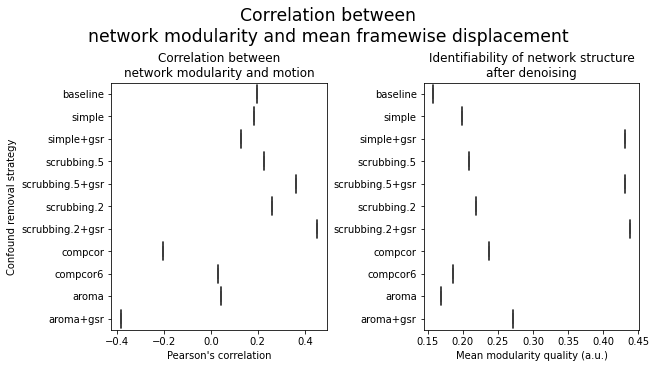 Correlation between
network modularity and mean framewise displacement
Correlation between
network modularity and motion
Confound removal strategy
baseline
simple
simple+gsr
scrubbing.5
scrubbing.5+gsr
scrubbing.2
scrubbing.2+gsr
compcor
compcor6
aroma
aroma+gsr
−0.4 −0.2 0.0 0.2 0.4
Pearson's correlation
Identifiability of network structure
after denoising
baseline
simple
simple+gsr
scrubbing.5
scrubbing.5+gsr
scrubbing.2
scrubbing.2+gsr
compcor
compcor6
aroma
aroma+gsr
0.15 0.20 0.25 0.30 0.35 0.40 0.45
Mean modularity quality (a.u.)